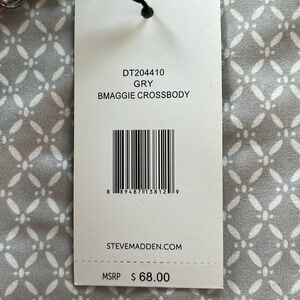 DT204410
GRY
BMAGGIE CROSSBODY
8 89487 13812 9
STEVEMADDEN.COM
MSRP $ 68.00